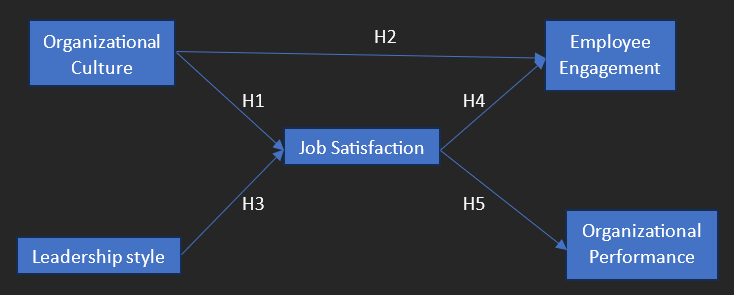 Organizational
Culture
H2
Employee
Engagement
H1
H4
Job Satisfaction
H3
H5
Leadership style
Organizational
Performance